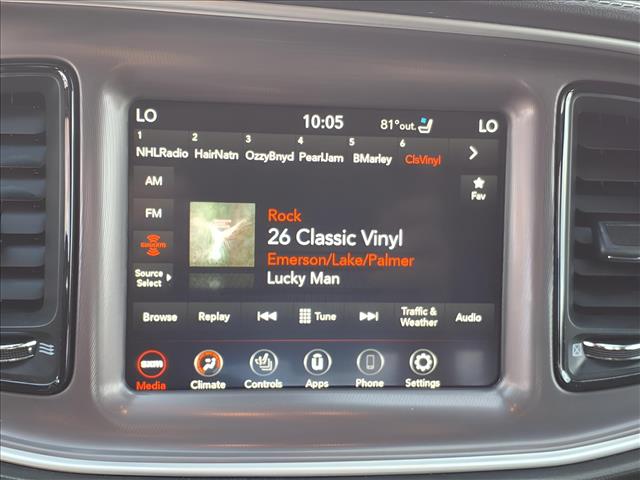 LO 10:05 81° out. LO
1 2 3 4 5 6
NHLRadio HairNatn OzzyBnyd PearlJam BMarley ClsVinyl
AM
Fav
FM
Rock
26 Classic Vinyl
SIRIUSXM
Emerson/Lake/Palmer
Source
Select
Lucky Man
Browse Replay Tune Traffic & Weather Audio
SXM
Media Climate Controls Apps Phone Settings